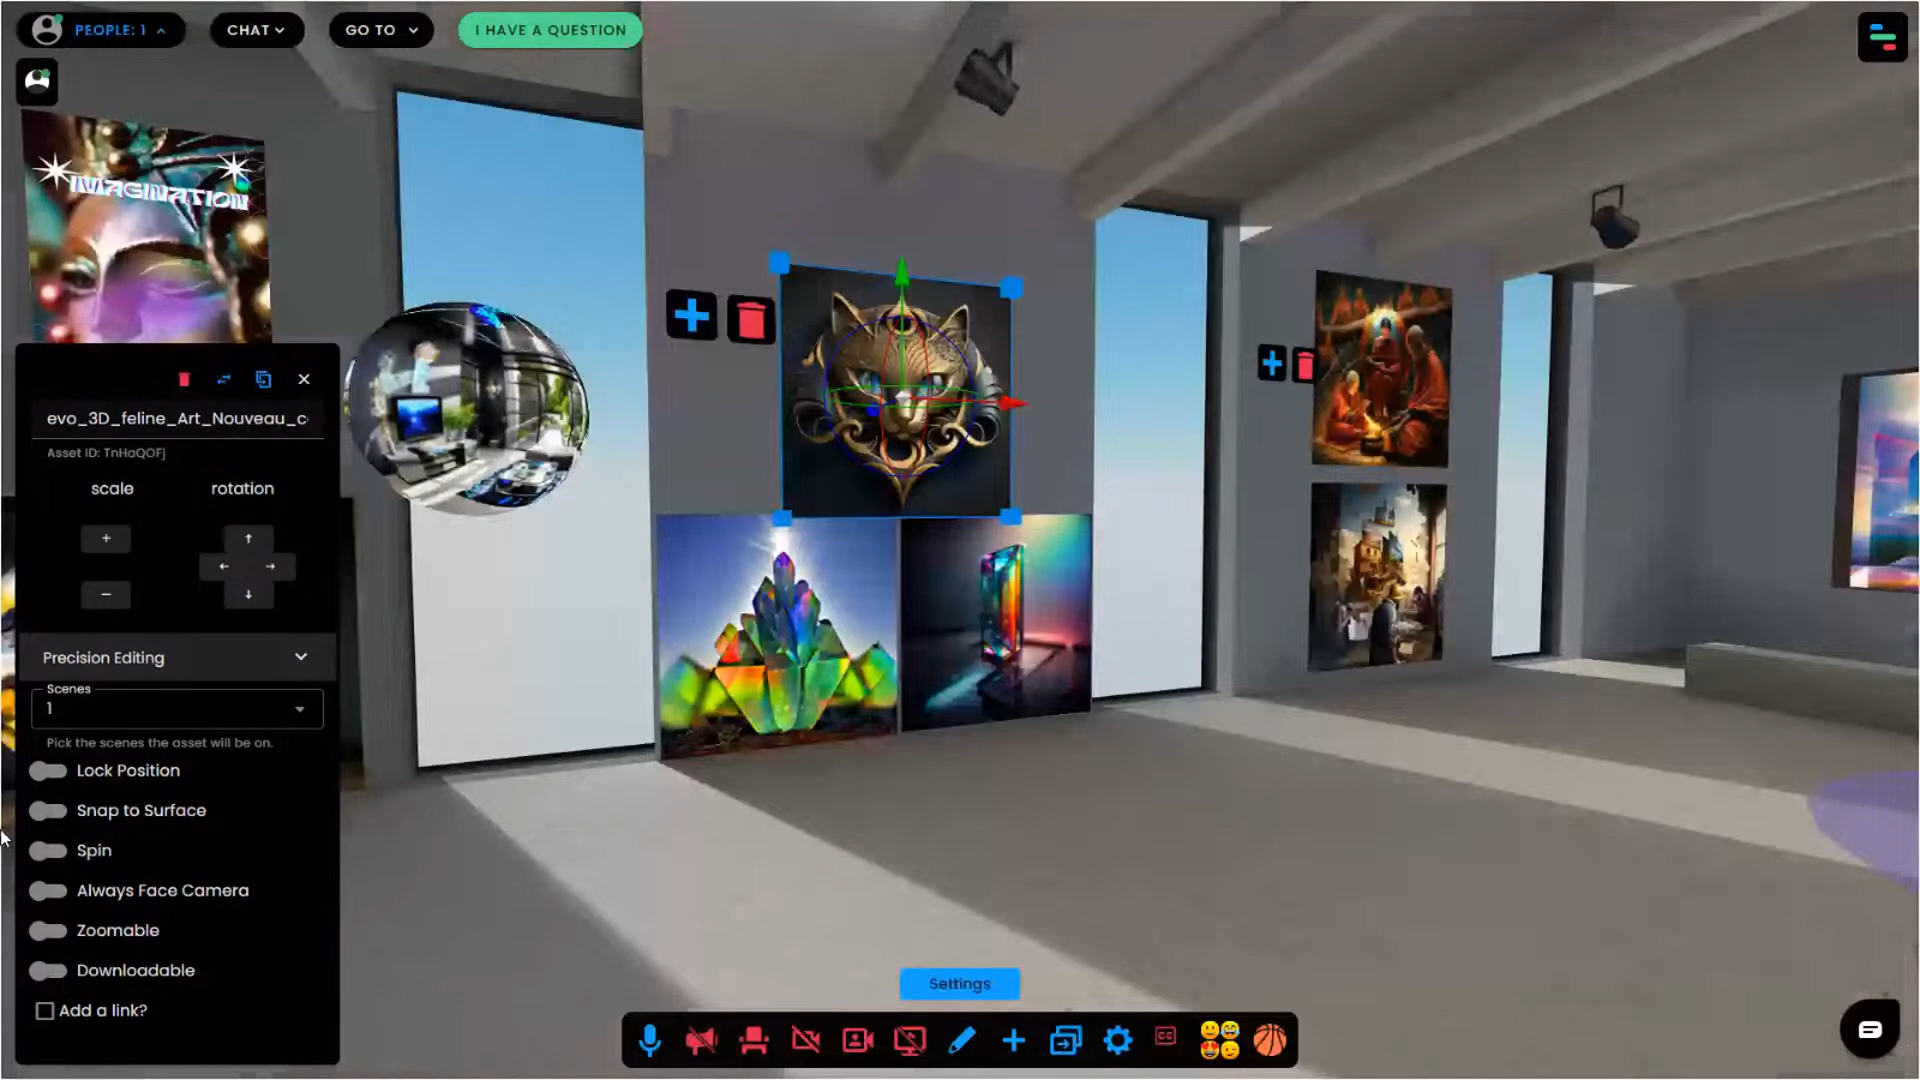 PEOPLE: 1
CHAT
GO TO
I HAVE A QUESTION
IMAGINATION
evo_3D_feline_Art_Nouveau_c
Asset ID: TnHaQOFj
scale
rotation
Precision Editing
Scenes
1
Pick the scenes the asset will be on.
Lock Position
Snap to Surface
Spin
Always Face Camera
Zoomable
Downloadable
Add a link?
Settings
CC